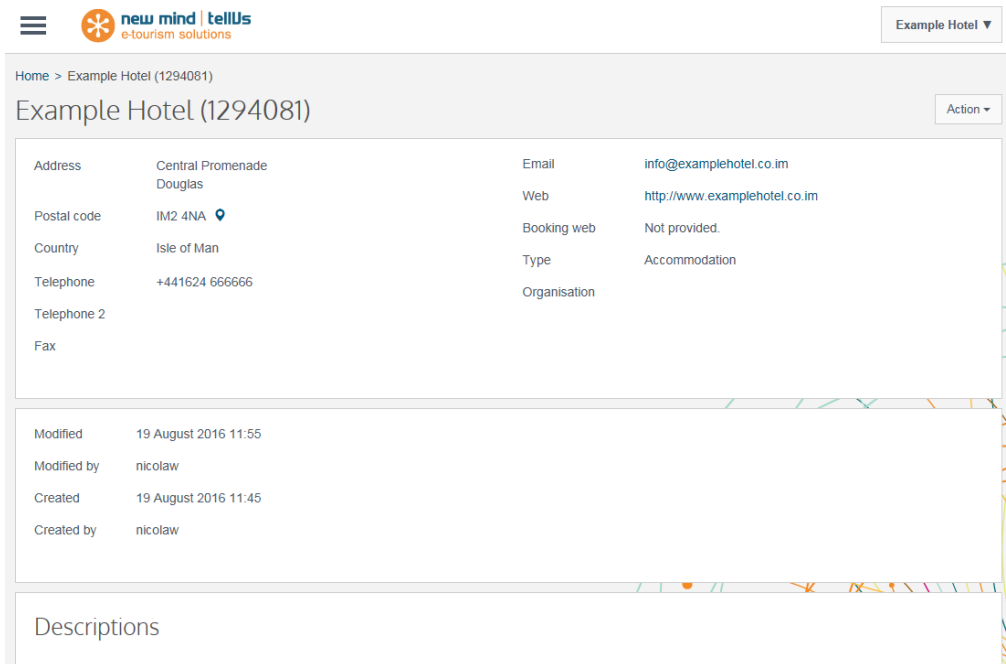 new mind | tellUs
e-tourism solutions
Example Hotel ▼
Home > Example Hotel (1294081)
Example Hotel (1294081)
Action
Address
Central Promenade
Douglas
Postal code
IM2 4NA
Country
Isle of Man
Telephone
+441624 666666
Telephone 2
Fax
Email
info@examplehotel.co.im
Web
http://www.examplehotel.co.im
Booking web
Not provided.
Type
Accommodation
Organisation
Modified
19 August 2016 11:55
Modified by
nicolaw
Created
19 August 2016 11:45
Created by
nicolaw
Descriptions